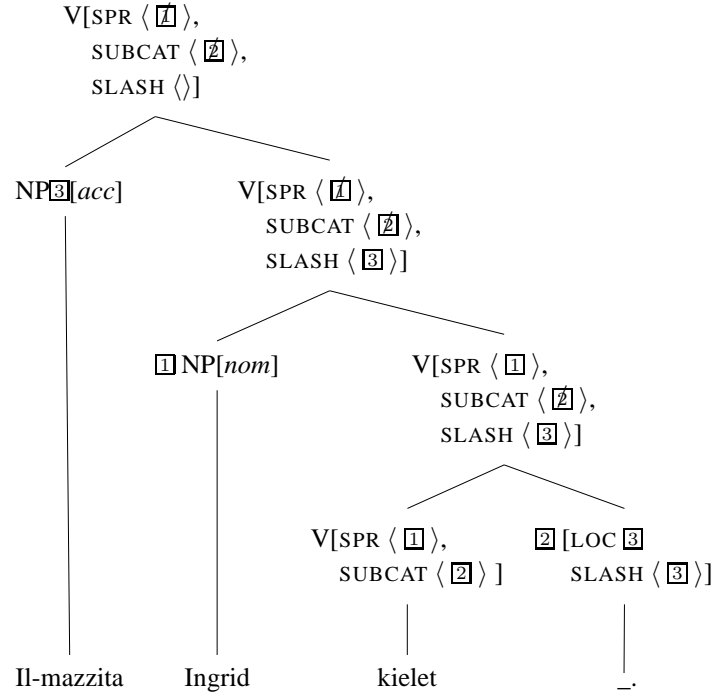 V[SPR ⟨ 1̸ ⟩,
SUBCAT ⟨ 2̸ ⟩,
SLASH ⟨⟩]
NP3[acc] V[SPR ⟨ 1̸ ⟩,
SUBCAT ⟨ 2̸ ⟩,
SLASH ⟨ 3 ⟩]
1 NP[nom] V[SPR ⟨ 1 ⟩,
SUBCAT ⟨ 2̸ ⟩,
SLASH ⟨ 3 ⟩]
V[SPR ⟨ 1 ⟩, 2 [LOC 3
SUBCAT ⟨ 2 ⟩ ] SLASH ⟨ 3 ⟩]
Il-mazzita Ingrid kielet _.